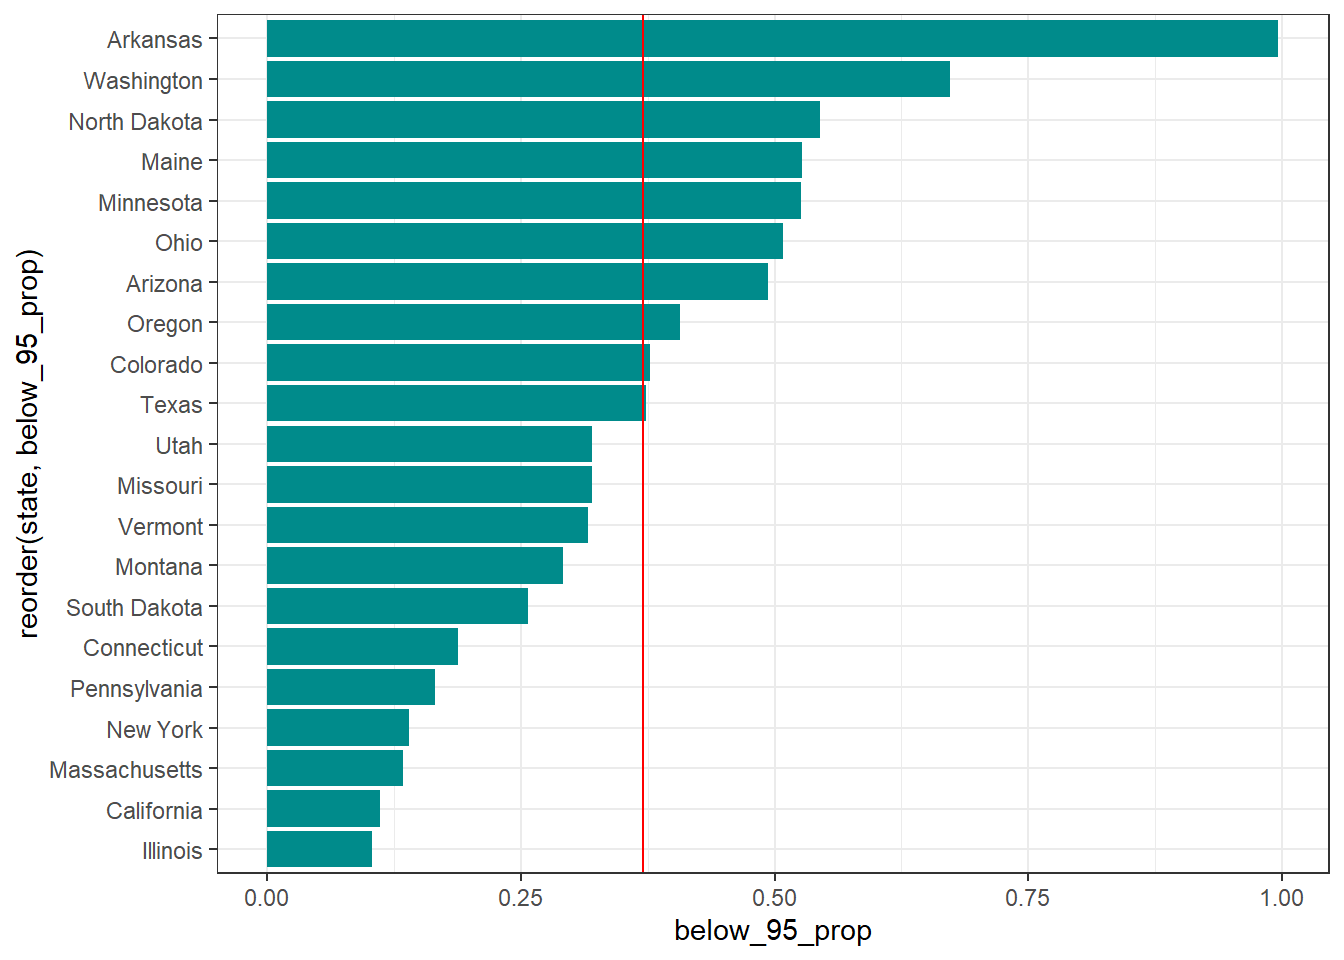 reorder(state, below_95_prop)
Arkansas
Washington
North Dakota
Maine
Minnesota
Ohio
Arizona
Oregon
Colorado
Texas
Utah
Missouri
Vermont
Montana
South Dakota
Connecticut
Pennsylvania
New York
Massachusetts
California
Illinois
0.00 0.25 0.50 0.75 1.00
below_95_prop